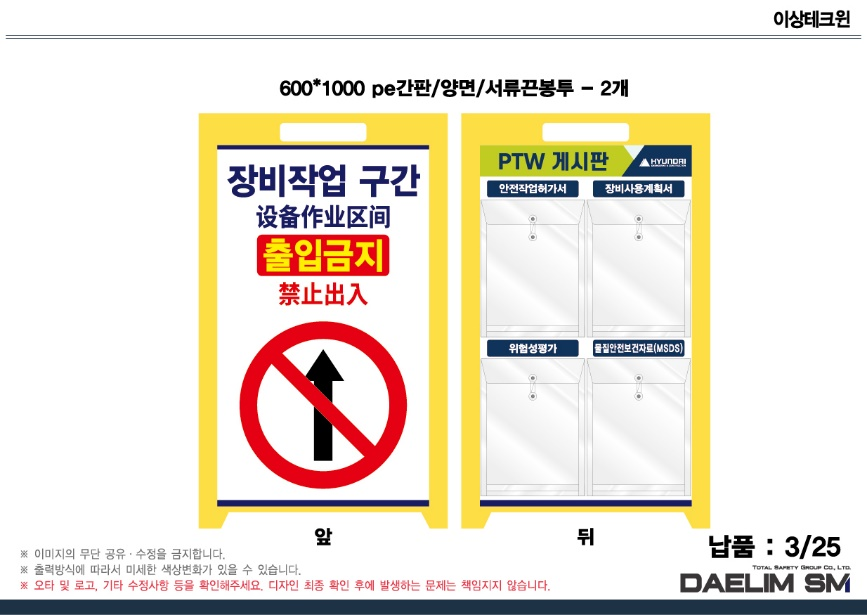 이상테크윈
600*1000 pe간판/양면/서류끈봉투 - 2개
장비작업 구간
设备作业区间
출입금지
禁止出入
PTW 게시판
HYUNDAI
안전작업허가서
장비사용계획서
위험성평가
물질안전보건자료(MSDS)
앞
뒤
납품 : 3/25
※ 이미지의 무단 공유·수정을 금지합니다.
※ 출력방식에 따라서 미세한 색상변화가 있을 수 있습니다.
※ 오타 및 로고, 기타 수정사항 등을 확인해주세요. 디자인 최종 확인 후에 발생하는 문제는 책임지지 않습니다.
TOTAL SAFETY GROUP CO., LTD.
DAELIM SM